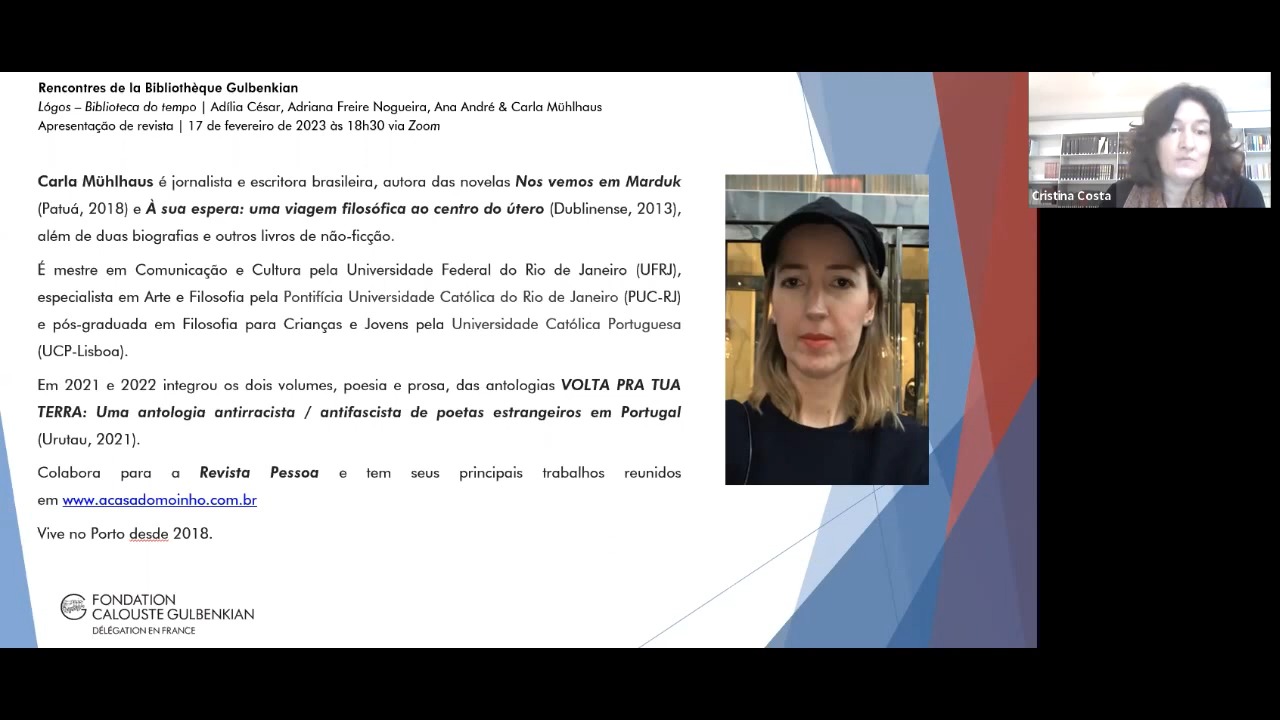 Rencontres de la Bibliothèque Gulbenkian
Lógos – Biblioteca do tempo | Adília César, Adriana Freire Nogueira, Ana André & Carla Mühlhaus
Apresentação de revista | 17 de fevereiro de 2023 às 18h30 via Zoom
Carla Mühlhaus é jornalista e escritora brasileira, autora das novelas Nos vemos em Marduk
(Patuá, 2018) e À sua espera: uma viagem filosófica ao centro do útero (Dublinense, 2013),
além de duas biografias e outros livros de não-ficção.
É mestre em Comunicação e Cultura pela Universidade Federal do Rio de Janeiro (UFRJ),
especialista em Arte e Filosofia pela Pontifícia Universidade Católica do Rio de Janeiro (PUC-RJ)
e pós-graduada em Filosofia para Crianças e Jovens pela Universidade Católica Portuguesa
(UCP-Lisboa).
Em 2021 e 2022 integrou os dois volumes, poesia e prosa, das antologias VOLTA PRA TUA
TERRA: Uma antologia antirracista / antifascista de poetas estrangeiros em Portugal
(Urutau, 2021).
Colabora para a Revista Pessoa e tem seus principais trabalhos reunidos
em www.acasadomoinho.com.br
Vive no Porto desde 2018.
FONDATION
CALOUSTE GULBENKIAN
DÉLÉGATION EN FRANCE
Cristina Costa